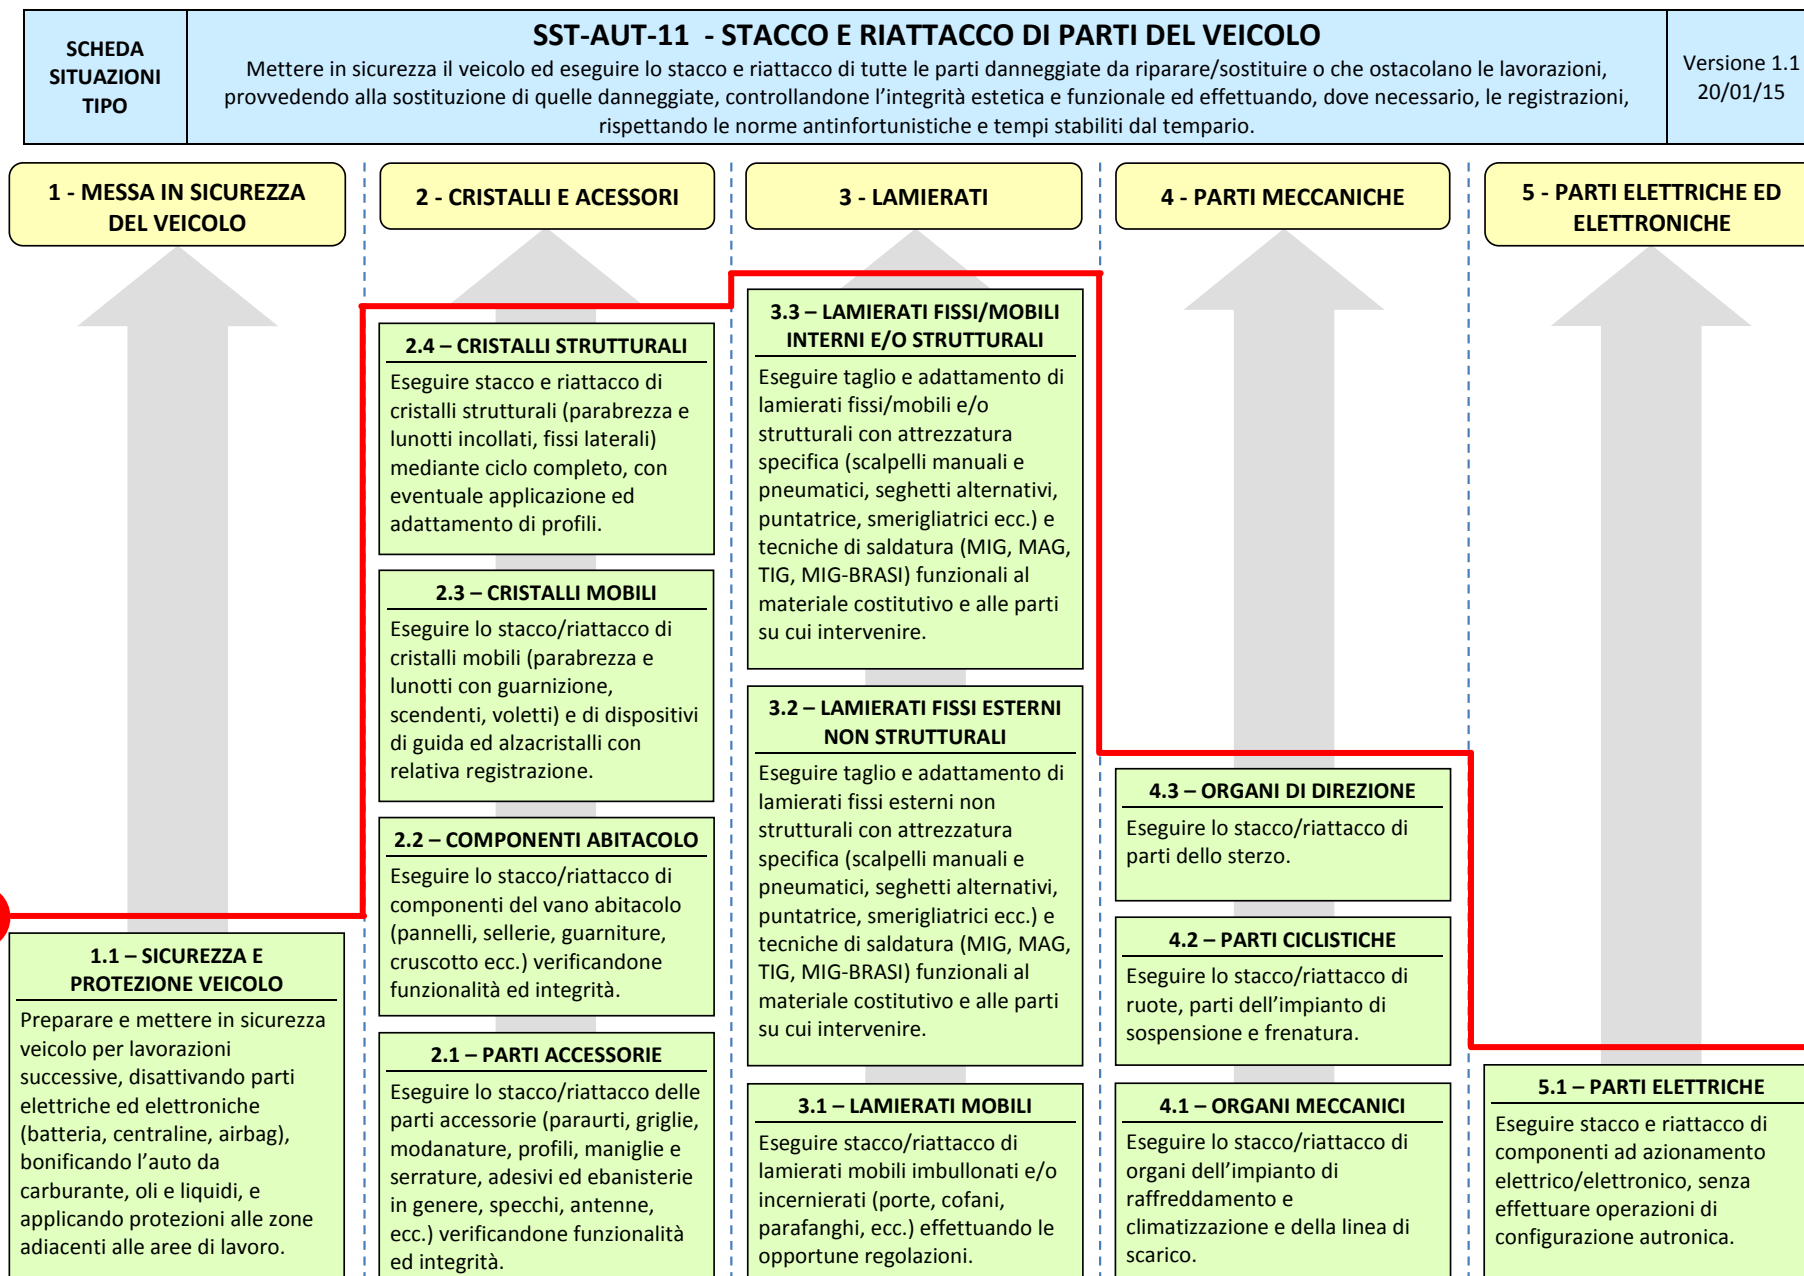 SCHEDA
SITUAZIONI
TIPO
SST-AUT-11 - STACCO E RIATTACCO DI PARTI DEL VEICOLO
Mettere in sicurezza il veicolo ed eseguire lo stacco e riattacco di tutte le parti danneggiate da riparare/sostituire o che ostacolano le lavorazioni,
provvedendo alla sostituzione di quelle danneggiate, controllandone l'integrità estetica e funzionale ed effettuando, dove necessario, le registrazioni,
rispettando le norme antinfortunistiche e tempi stabiliti dal tempario.
Versione 1.1
20/01/15
1 - MESSA IN SICUREZZA
DEL VEICOLO
1.1 – SICUREZZA E
PROTEZIONE VEICOLO
Preparare e mettere in sicurezza
veicolo per lavorazioni
successive, disattivando parti
elettriche ed elettroniche
(batteria, centraline, airbag),
bonificando l'auto da
carburante, oli e liquidi, e
applicando protezioni alle zone
adiacenti alle aree di lavoro.
2 - CRISTALLI E ACESSORI
2.4 – CRISTALLI STRUTTURALI
Eseguire stacco e riattacco di
cristalli strutturali (parabrezza e
lunotti incollati, fissi laterali)
mediante ciclo completo, con
eventuale applicazione ed
adattamento di profili.
2.3 – CRISTALLI MOBILI
Eseguire lo stacco/riattacco di
cristalli mobili (parabrezza e
lunotti con guarnizione,
scendenti, voletti) e di dispositivi
di guida ed alzacristalli con
relativa registrazione.
2.2 – COMPONENTI ABITACOLO
Eseguire lo stacco/riattacco di
componenti del vano abitacolo
(pannelli, sellerie, guarniture,
cruscotto ecc.) verificandone
funzionalità ed integrità.
2.1 – PARTI ACCESSORIE
Eseguire lo stacco/riattacco delle
parti accessorie (paraurti, griglie,
modanature, profili, maniglie e
serrature, adesivi ed ebanisterie
in genere, specchi, antenne,
ecc.) verificandone funzionalità
ed integrità.
3 - LAMIERATI
3.3 – LAMIERATI FISSI/MOBILI
INTERNI E/O STRUTTURALI
Eseguire taglio e adattamento di
lamierati fissi/mobili e/o
strutturali con attrezzatura
specifica (scalpelli manuali e
pneumatici, seghetti alternativi,
puntatrice, smerigliatrici ecc.) e
tecniche di saldatura (MIG, MAG,
TIG, MIG-BRASI) funzionali al
materiale costitutivo e alle parti
su cui intervenire.
3.2 – LAMIERATI FISSI ESTERNI
NON STRUTTURALI
Eseguire taglio e adattamento di
lamierati fissi esterni non
strutturali con attrezzatura
specifica (scalpelli manuali e
pneumatici, seghetti alternativi,
puntatrice, smerigliatrici ecc.) e
tecniche di saldatura (MIG, MAG,
TIG, MIG-BRASI) funzionali al
materiale costitutivo e alle parti
su cui intervenire.
3.1 – LAMIERATI MOBILI
Eseguire stacco/riattacco di
lamierati mobili imbullonati e/o
incernierati (porte, cofani,
parafanghi, ecc.) effettuando le
opportune regolazioni.
4 - PARTI MECCANICHE
4.3 – ORGANI DI DIREZIONE
Eseguire lo stacco/riattacco di
parti dello sterzo.
4.2 – PARTI CICLISTICHE
Eseguire lo stacco/riattacco di
ruote, parti dell'impianto di
sospensione e frenatura.
4.1 – ORGANI MECCANICI
Eseguire lo stacco/riattacco di
organi dell'impianto di
raffreddamento e
climatizzazione e della linea di
scarico.
5 - PARTI ELETTRICHE ED
ELETTRONICHE
5.1 – PARTI ELETTRICHE
Eseguire stacco e riattacco di
componenti ad azionamento
elettrico/elettronico, senza
effettuare operazioni di
configurazione autronica.